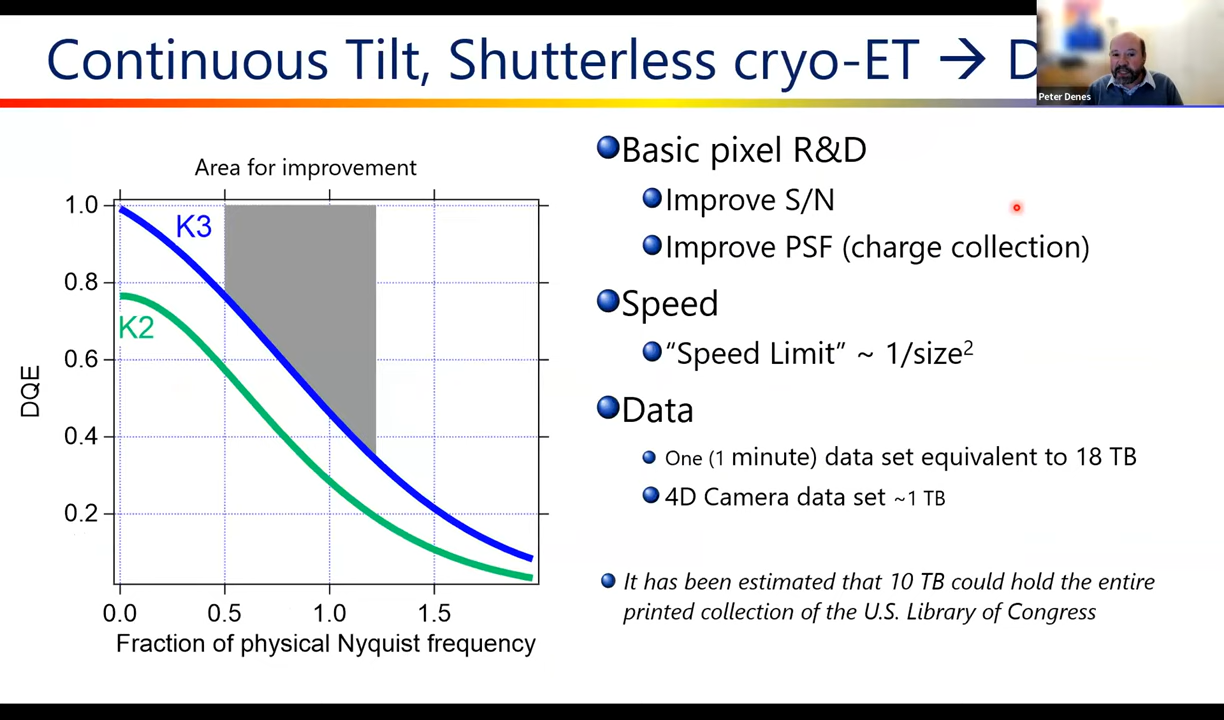 Continuous Tilt, Shutterless cryo-ET → D
Peter Denes
Area for improvement
1.0
0.8
0.6
0.4
0.2
DQE
K3
K2
0.0 0.5 1.0 1.5
Fraction of physical Nyquist frequency
Basic pixel R&D
Improve S/N
Improve PSF (charge collection)
Speed
“Speed Limit” ~ 1/size²
Data
One (1 minute) data set equivalent to 18 TB
4D Camera data set ~1 TB
It has been estimated that 10 TB could hold the entire
printed collection of the U.S. Library of Congress